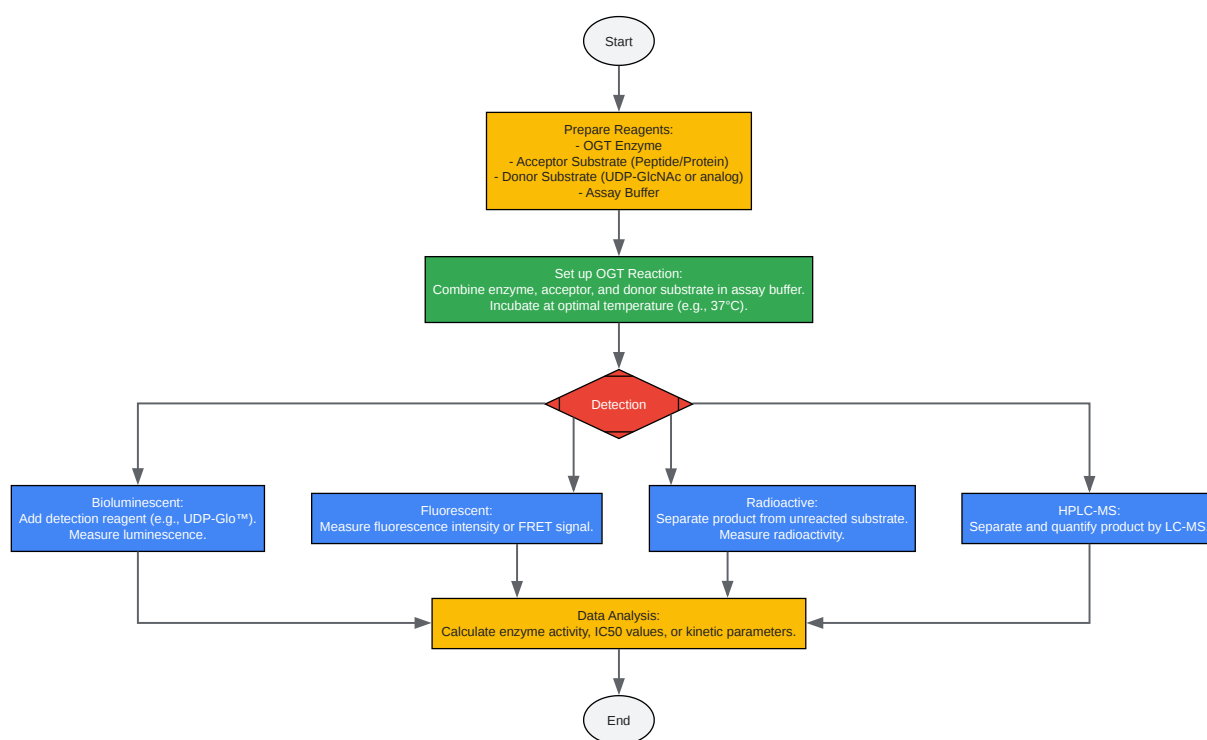 Start
Prepare Reagents:
- OGT Enzyme
- Acceptor Substrate (Peptide/Protein)
- Donor Substrate (UDP-GlcNAc or analog)
- Assay Buffer
Set up OGT Reaction:
Combine enzyme, acceptor, and donor substrate in assay buffer.
Incubate at optimal temperature (e.g., 37°C).
Detection
Bioluminescent:
Add detection reagent (e.g., UDP-Glo™).
Measure luminescence.
Fluorescent:
Measure fluorescence intensity or FRET signal.
Radioactive:
Separate product from unreacted substrate.
Measure radioactivity.
HPLC-MS:
Separate and quantify product by LC-MS.
Data Analysis:
Calculate enzyme activity, IC50 values, or kinetic parameters.
End